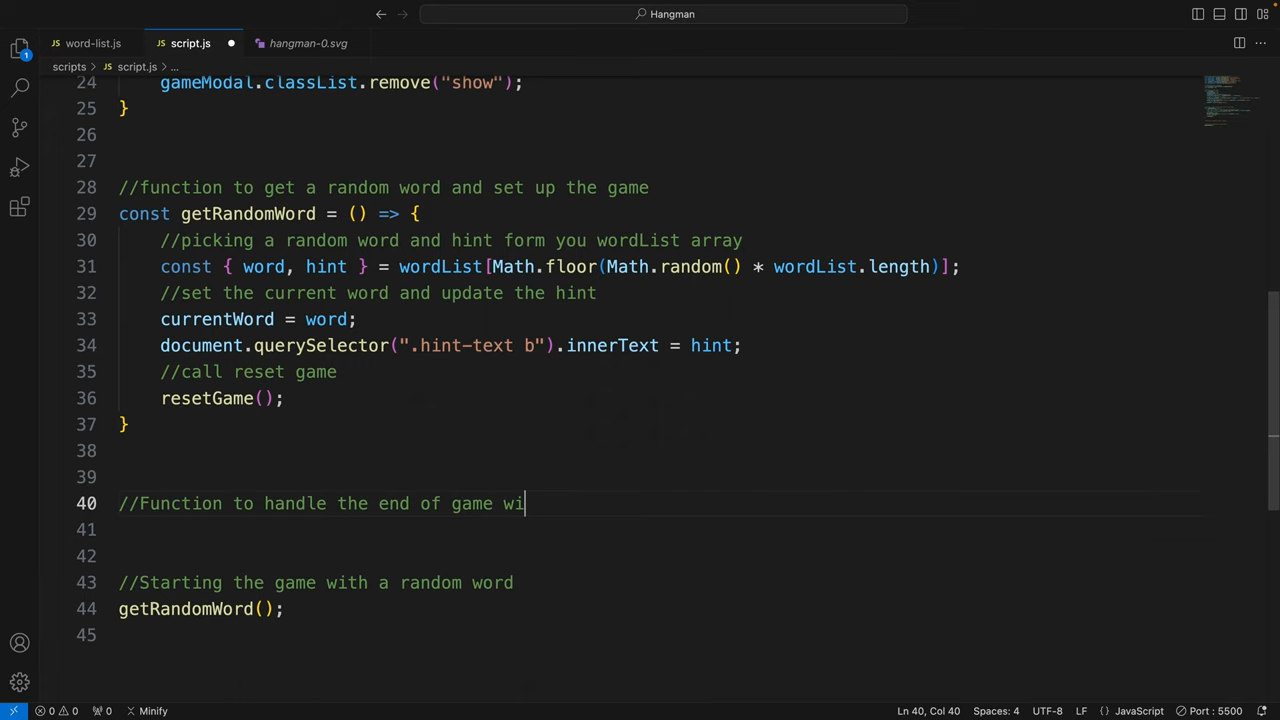 Hangman
word-list.js
script.js
hangman-0.svg
scripts > script.js > ...
24 gameModal.classList.remove("show");
25 }
26
27
28 //function to get a random word and set up the game
29 const getRandomWord = () => {
30 //picking a random word and hint form you wordList array
31 const { word, hint } = wordList[Math.floor(Math.random() * wordList.length)];
32 //set the current word and update the hint
33 currentWord = word;
34 document.querySelector(".hint-text b").innerText = hint;
35 //call reset game
36 resetGame();
37 }
38
39
40 //Function to handle the end of game wi
41
42
43 //Starting the game with a random word
44 getRandomWord();
45
1
0 0 0 Minify Ln 40, Col 40 Spaces: 4 UTF-8 LF {} JavaScript Port : 5500